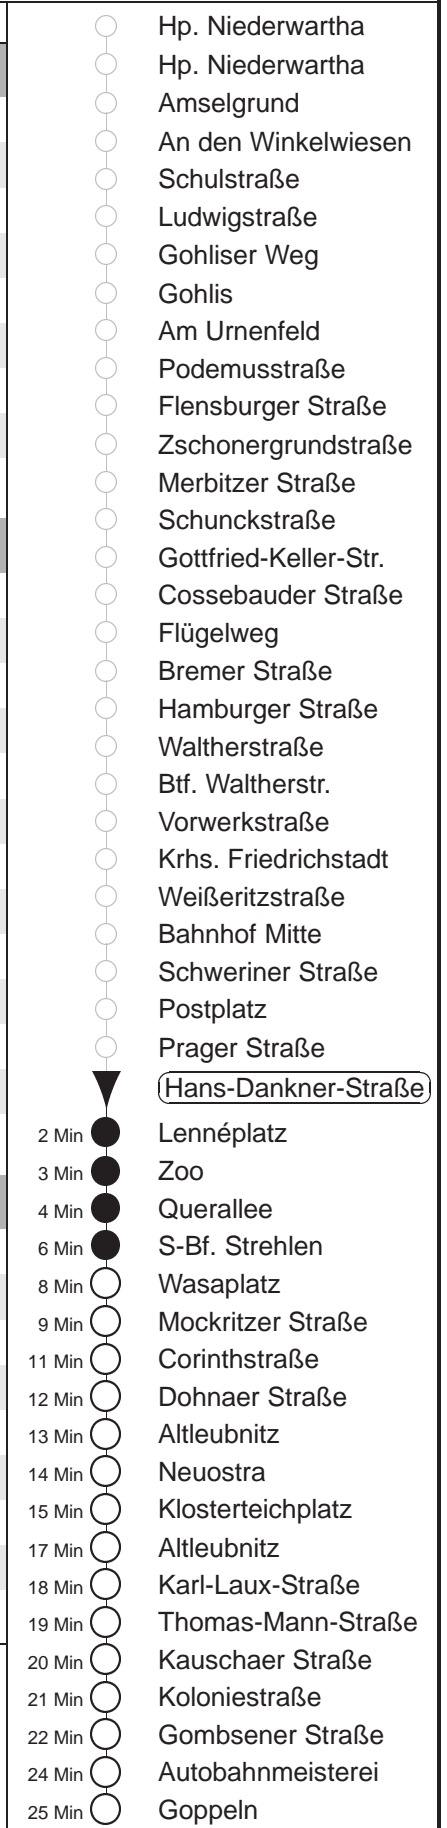 Hp. Niederwartha
Hp. Niederwartha
Amselgrund
An den Winkelwiesen
Schulstraße
Ludwigstraße
Gohliser Weg
Gohlis
Am Urnenfeld
Podemusstraße
Flensburger Straße
Zschonergrundstraße
Merbitzer Straße
Schunckstraße
Gottfried-Keller-Str.
Cossebauder Straße
Flügelweg
Bremer Straße
Hamburger Straße
Waltherstraße
Btf. Waltherstr.
Vorwerkstraße
Krhs. Friedrichstadt
Weißeritzstraße
Bahnhof Mitte
Schweriner Straße
Postplatz
Prager Straße
Hans-Dankner-Straße
2 Min Lennéplatz
3 Min Zoo
4 Min Querallee
6 Min S-Bf. Strehlen
8 Min Wasaplatz
9 Min Mockritzer Straße
11 Min Corinthstraße
12 Min Dohnaer Straße
13 Min Altleubnitz
14 Min Neuostra
15 Min Klosterteichplatz
17 Min Altleubnitz
18 Min Karl-Laux-Straße
19 Min Thomas-Mann-Straße
20 Min Kauschaer Straße
21 Min Koloniestraße
22 Min Gombsener Straße
24 Min Autobahnmeisterei
25 Min Goppeln